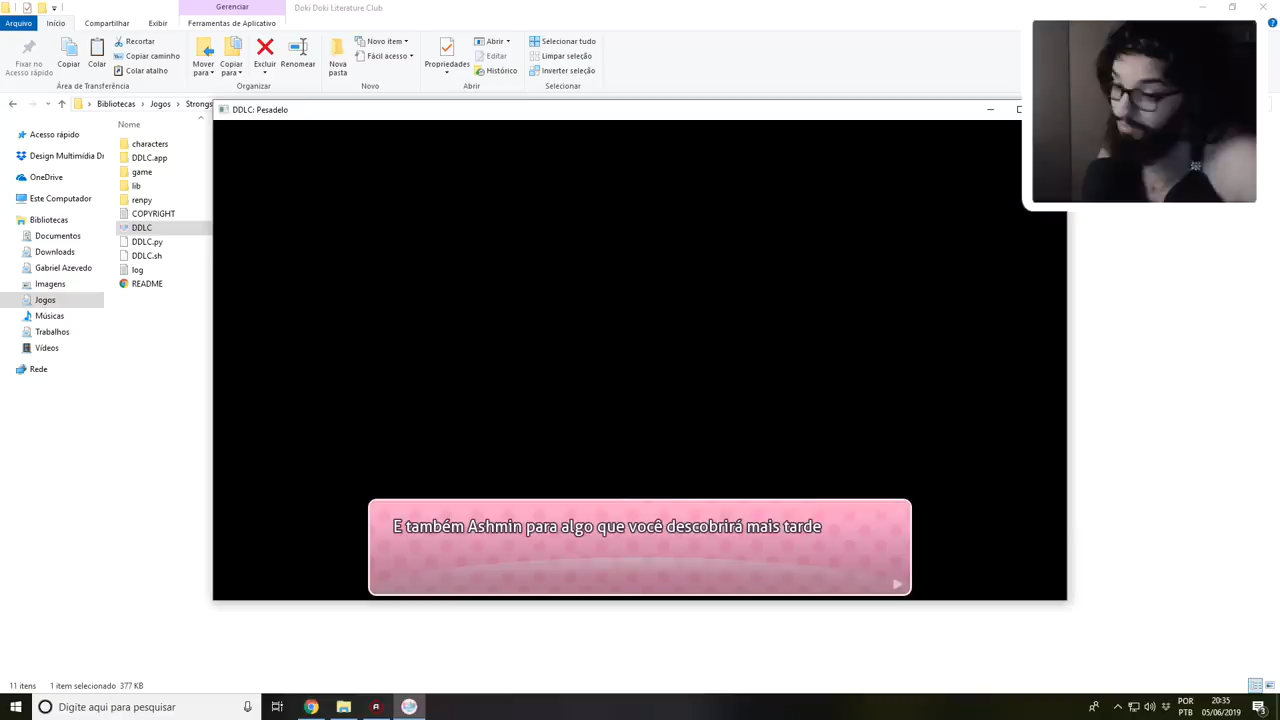 Gerenciar
Doki Doki Literature Club
Arquivo
Início
Compartilhar
Exibir
Ferramentas de Aplicativo
Fixar no
Acesso rápido
Copiar
Colar
Recortar
Copiar caminho
Colar atalho
Área de Transferência
Mover
para
Copiar
para
Excluir
Renomear
Organizar
Nova
pasta
Novo item
Fácil acesso
Novo
Propriedades
Abrir
Editar
Histórico
Abrir
Selecionar tudo
Limpar seleção
Inverter seleção
Selecionar
Bibliotecas
Jogos
Acesso rápido
OneDrive
Este Computador
Bibliotecas
Documentos
Downloads
Gabriel Azevedo
Imagens
Jogos
Músicas
Trabalhos
Vídeos
Rede
Nome
characters
DDLC.app
game
lib
renpy
COPYRIGHT
DDLC
DDLC.py
DDLC.sh
log
README
DDLC: Pesadelo
E também Ashmin para algo que você descobrirá mais tarde
11 itens
1 item selecionado 377 KB
Digite aqui para pesquisar
POR
PTB
20:35
05/06/2019
3